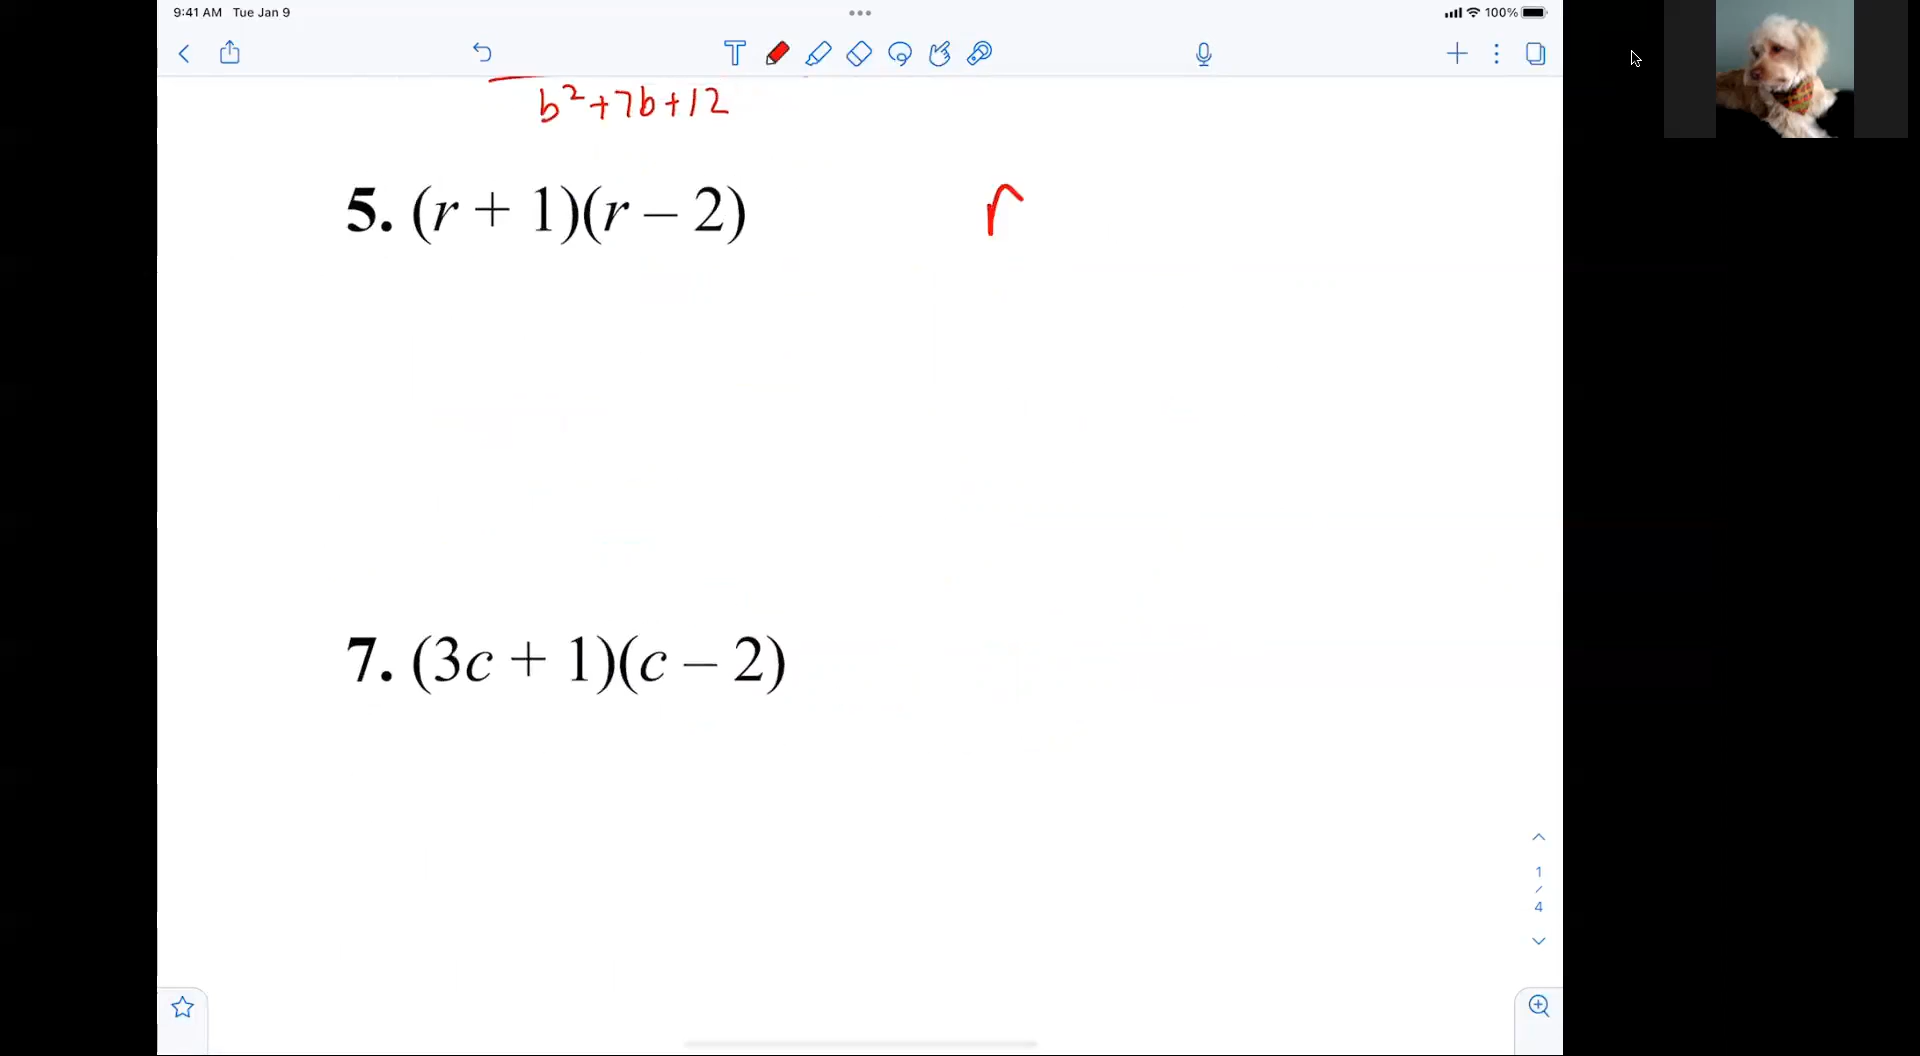 9:41 AM Tue Jan 9
100%
b²+7b+12
5. (r + 1)(r – 2)
r
7. (3c + 1)(c – 2)
1
/
4